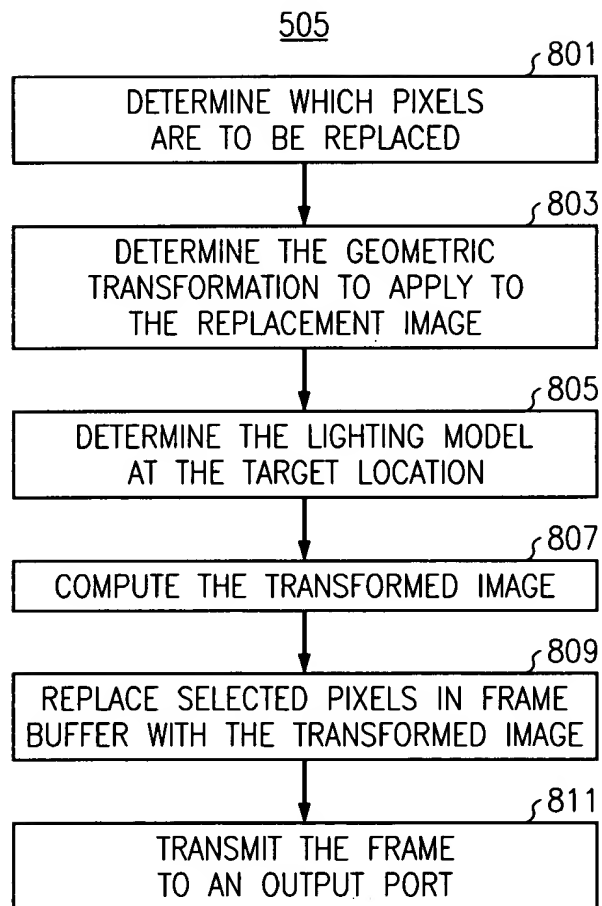 505
801
DETERMINE WHICH PIXELS
ARE TO BE REPLACED
803
DETERMINE THE GEOMETRIC
TRANSFORMATION TO APPLY TO
THE REPLACEMENT IMAGE
805
DETERMINE THE LIGHTING MODEL
AT THE TARGET LOCATION
807
COMPUTE THE TRANSFORMED IMAGE
809
REPLACE SELECTED PIXELS IN FRAME
BUFFER WITH THE TRANSFORMED IMAGE
811
TRANSMIT THE FRAME
TO AN OUTPUT PORT